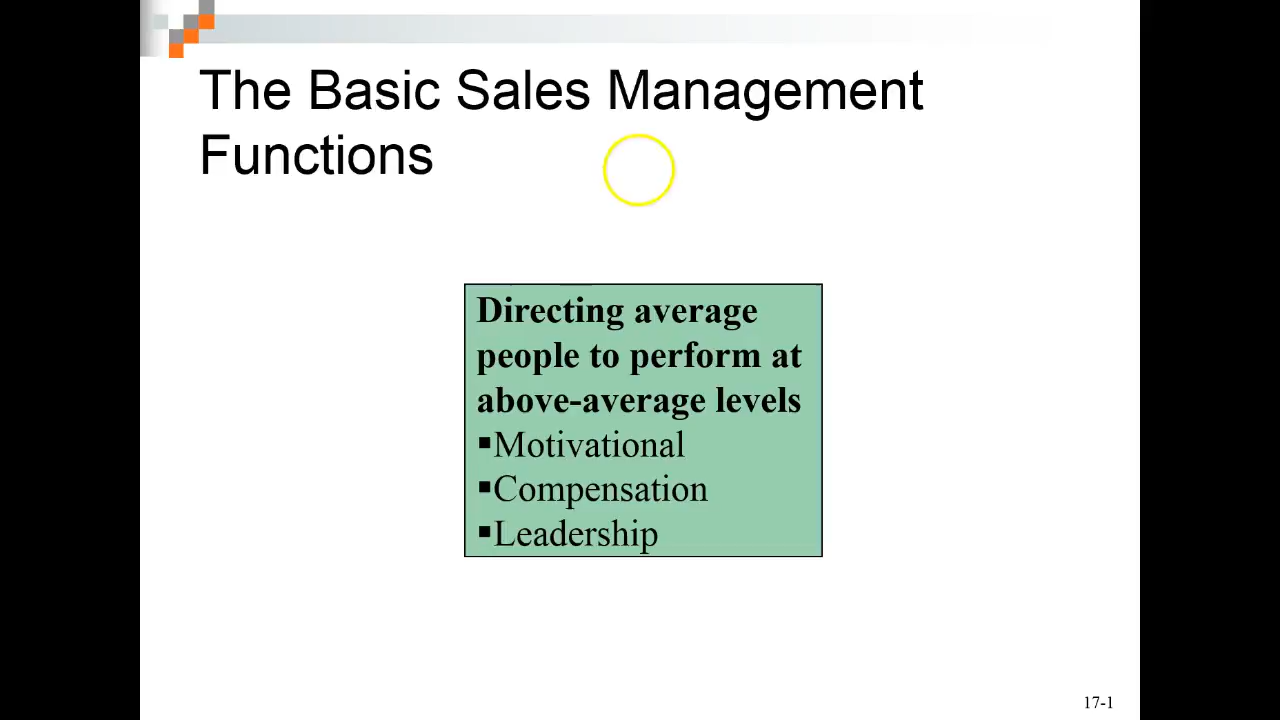 The Basic Sales Management
Functions
Directing average
people to perform at
above-average levels
▪Motivational
▪Compensation
▪Leadership
17-1